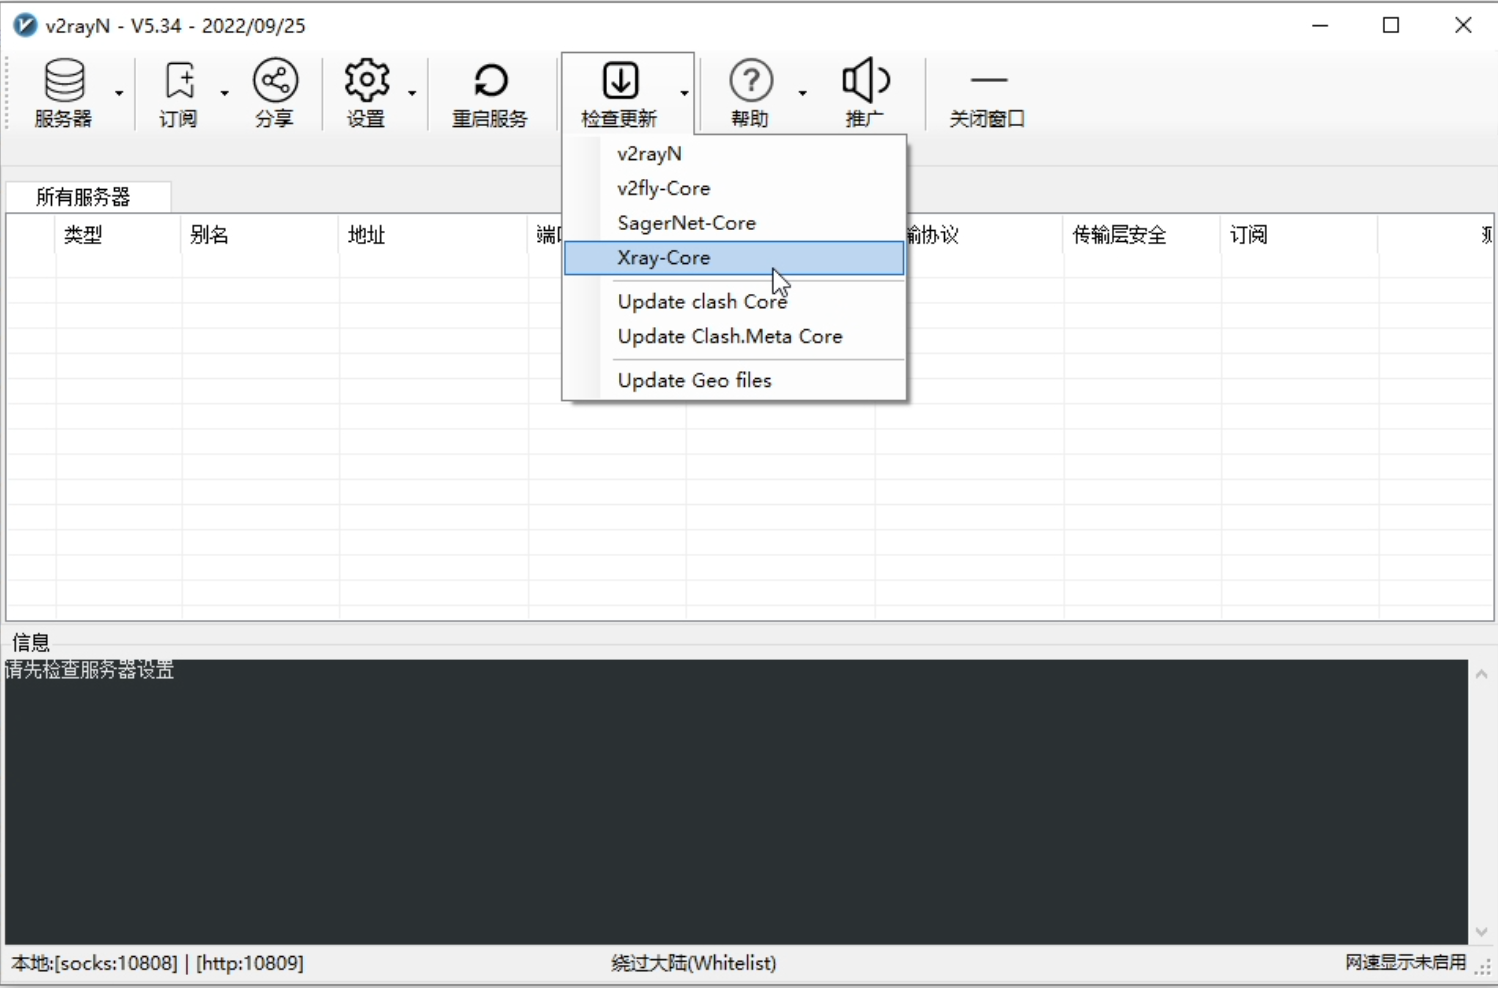 v2rayN - V5.34 - 2022/09/25
服务器
订阅
分享
设置
重启服务
检查更新
帮助
推广
关闭窗口
v2rayN
v2fly-Core
SagerNet-Core
Xray-Core
Update clash Core
Update Clash.Meta Core
Update Geo files
所有服务器
类型
别名
地址
端
输协议
传输层安全
订阅
信息
请先检查服务器设置
本地:[socks:10808] | [http:10809]
绕过大陆(Whitelist)
网速显示未启用